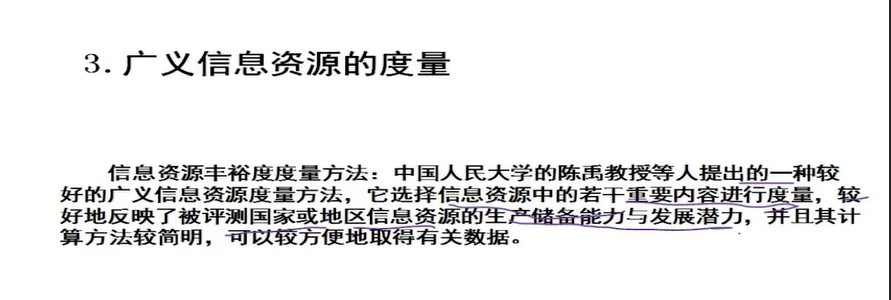 3. 广义信息资源的度量
信息资源丰裕度度量方法：中国人民大学的陈禹教授等人提出的一种较
好的广义信息资源度量方法，它选择信息资源中的若干重要内容进行度量，较
好地反映了被评测国家或地区信息资源的生产储备能力与发展潜力，并且其计
算方法较简明，可以较方便地取得有关数据。